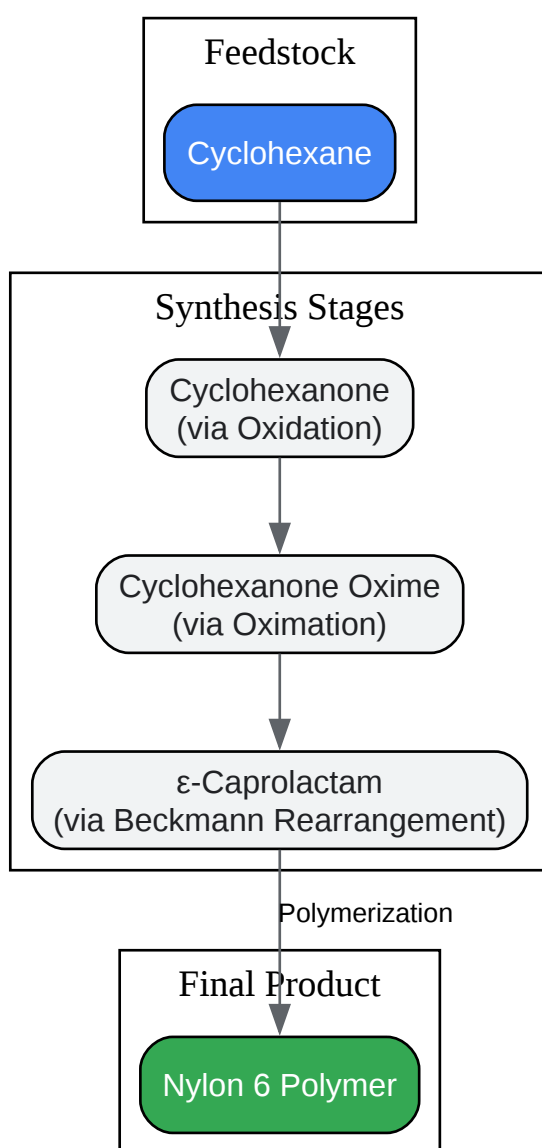 Feedstock
Cyclohexane
Synthesis Stages
Cyclohexanone
(via Oxidation)
Cyclohexanone Oxime
(via Oximation)
ε-Caprolactam
(via Beckmann Rearrangement)
Polymerization
Final Product
Nylon 6 Polymer